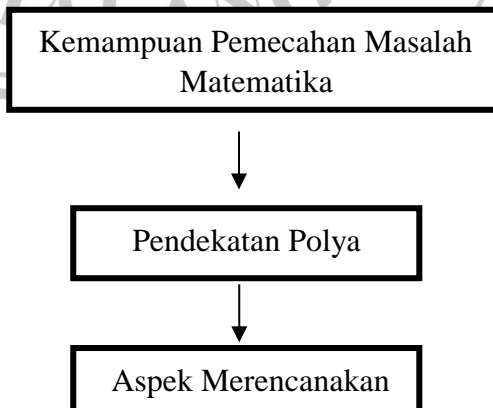 Kemampuan Pemecahan Masalah
Matematika
Pendekatan Polya
Aspek Merencanakan